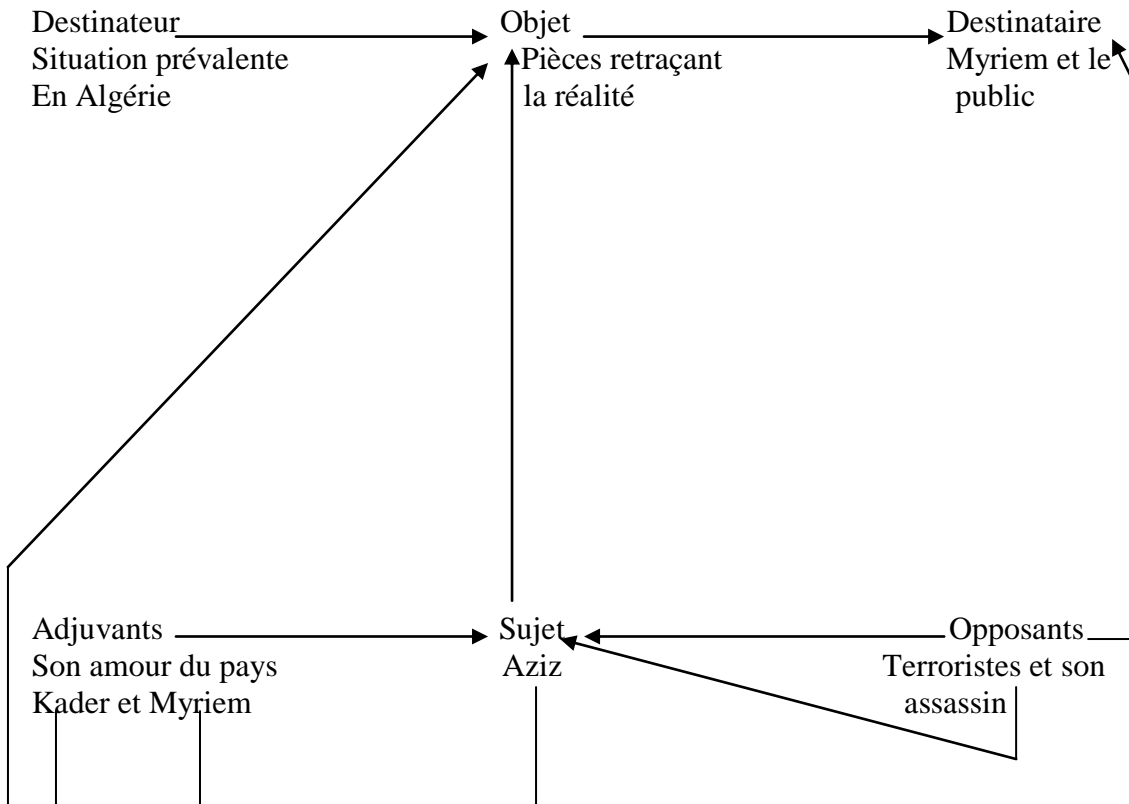 Destinateur
Situation prévalente
En Algérie
Objet
Pièces retraçant
la réalité
Destinataire
Myriem et le
public
Adjuvants
Son amour du pays
Kader et Myriem
Sujet
Aziz
Opposants
Terroristes et son
assassin